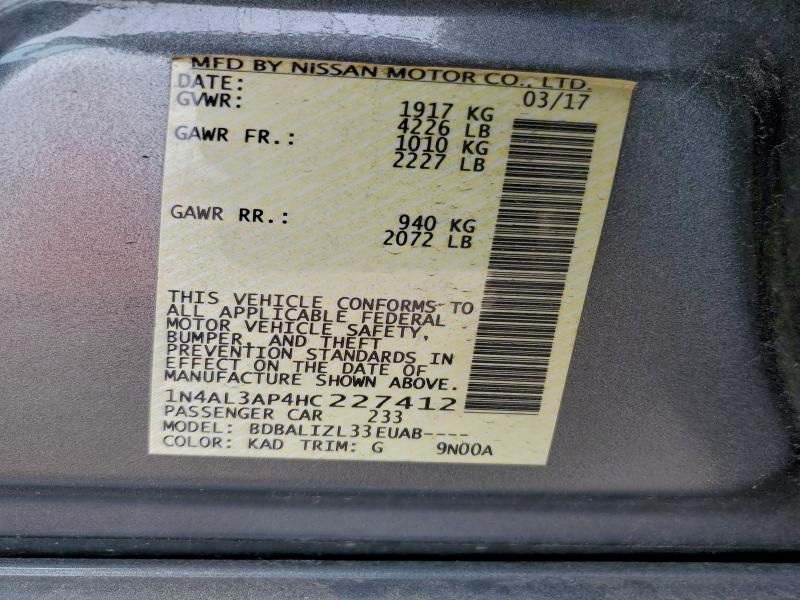 MFD BY NISSAN MOTOR CO., LTD.
DATE: 03/17
GVWR: 1917 KG
4226 LB
GAWR FR.: 1010 KG
2227 LB
GAWR RR.: 940 KG
2072 LB
THIS VEHICLE CONFORMS TO
ALL APPLICABLE FEDERAL
MOTOR VEHICLE SAFETY,
BUMPER, AND THEFT
PREVENTION STANDARDS IN
EFFECT ON THE DATE OF
MANUFACTURE SHOWN ABOVE.
1N4AL3AP4HC227412
PASSENGER CAR 233
MODEL: BDBALIZL33EUAB----
COLOR: KAD TRIM: G 9N00A